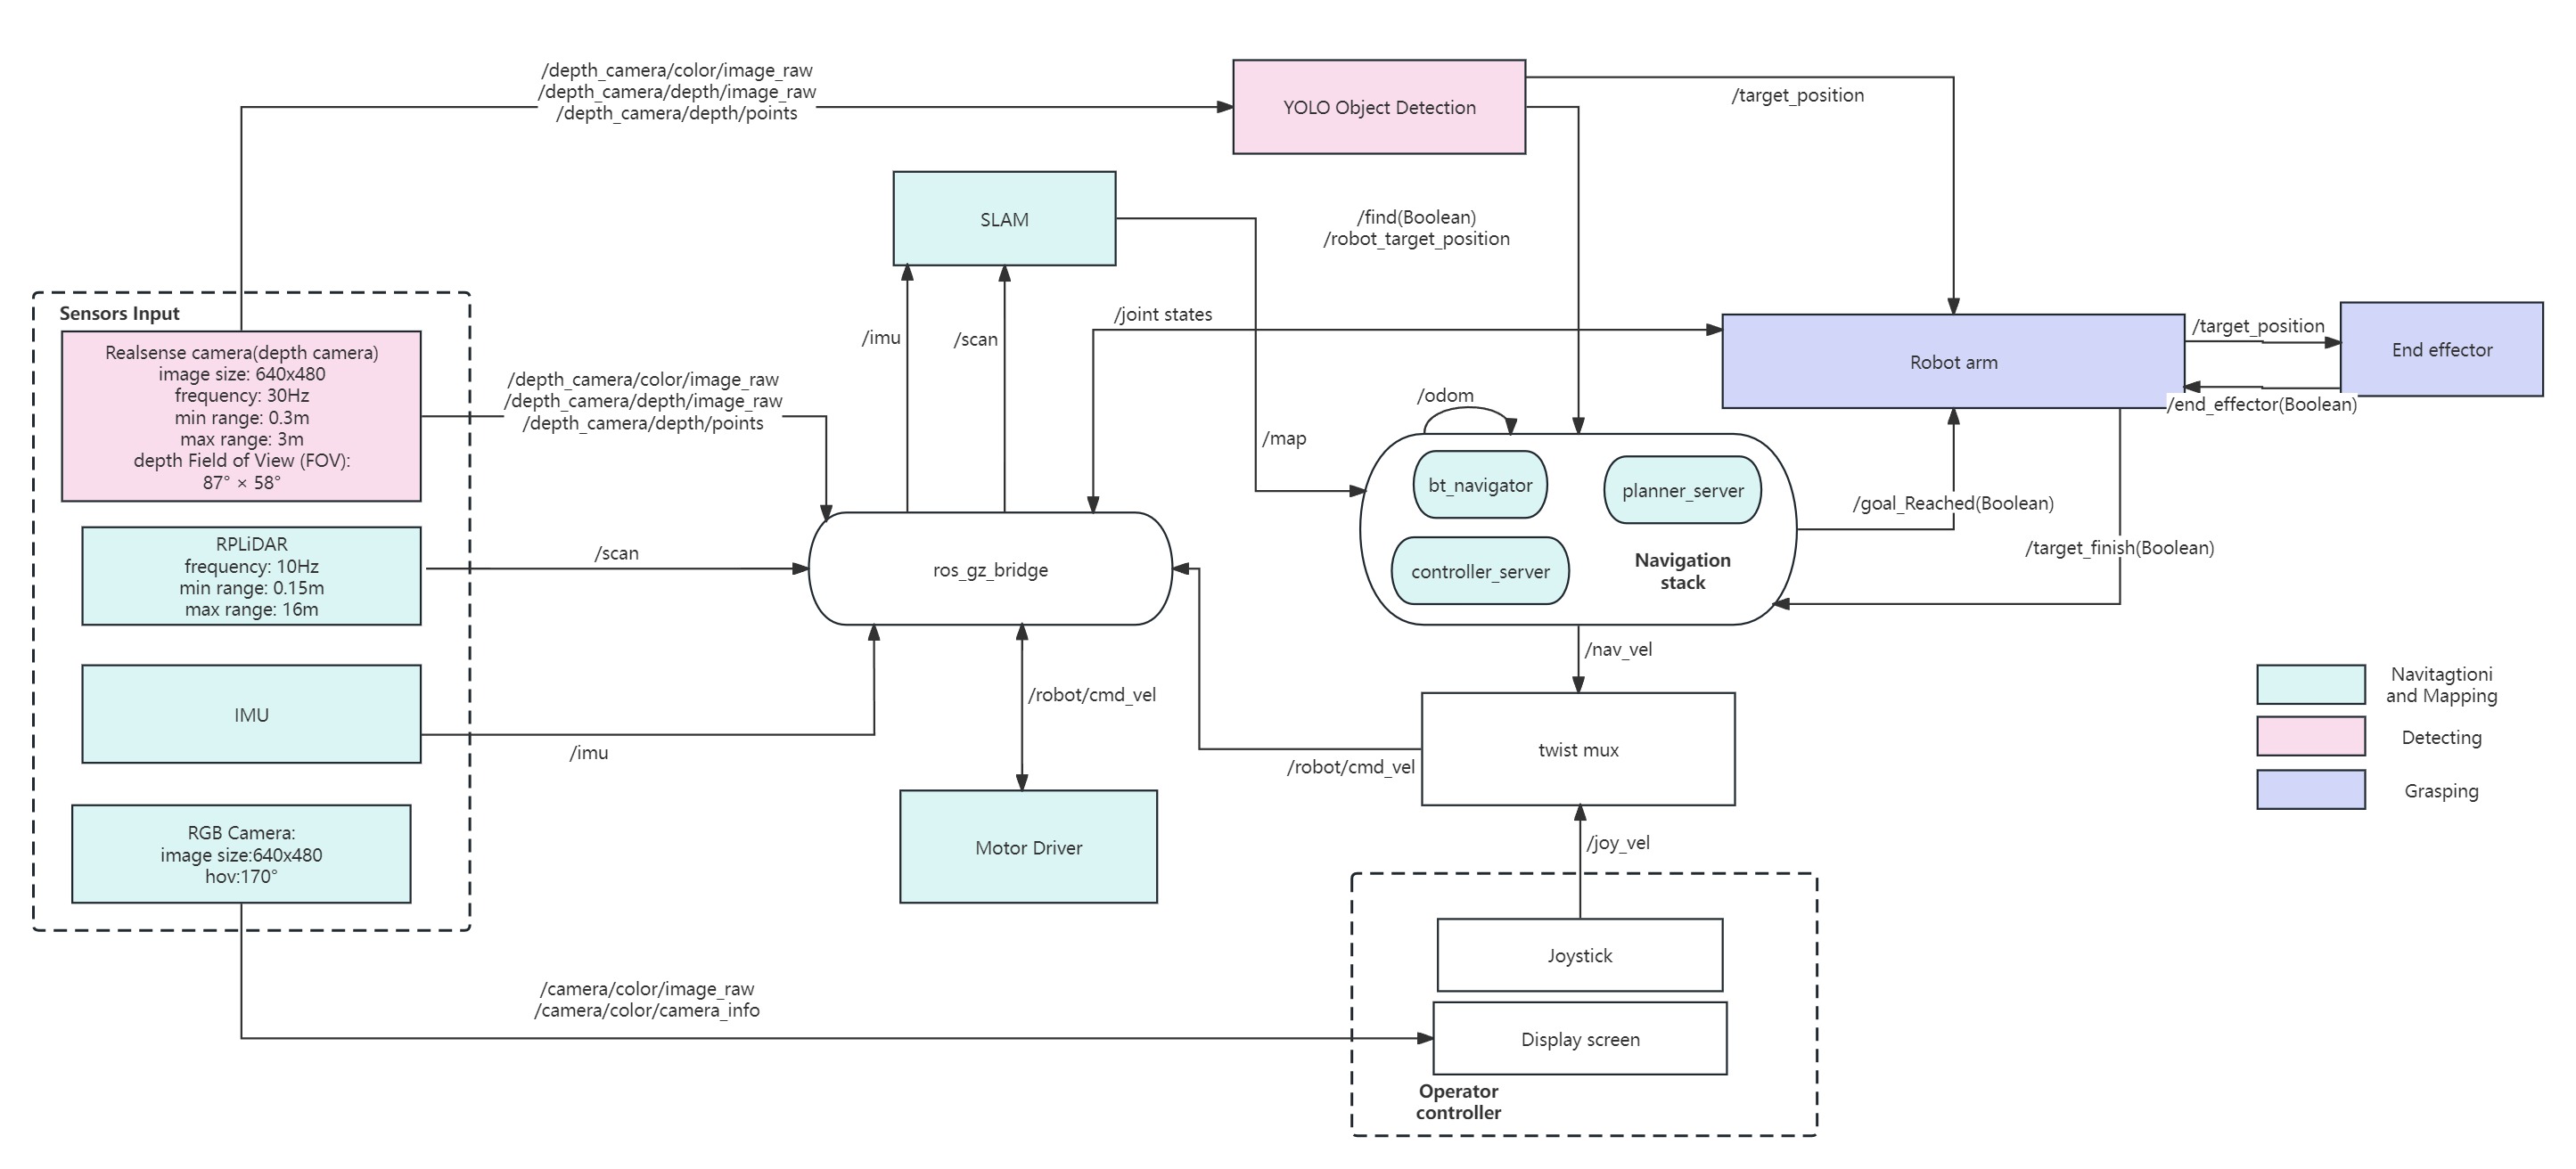 /depth_camera/color/image_raw
/depth_camera/depth/image_raw
/depth_camera/depth/points
YOLO Object Detection
/target_position
SLAM
/find(Boolean)
/robot_target_position
Sensors Input
Realsense camera(depth camera)
image size: 640x480
frequency: 30Hz
min range: 0.3m
max range: 3m
depth Field of View (FOV):
87° × 58°
/depth_camera/color/image_raw
/depth_camera/depth/image_raw
/depth_camera/depth/points
/imu
/scan
/joint states
Robot arm
/target_position
End effector
/end_effector(Boolean)
/odom
/map
bt_navigator
planner_server
controller_server
Navigation
stack
/goal_Reached(Boolean)
/target_finish(Boolean)
RPLiDAR
frequency: 10Hz
min range: 0.15m
max range: 16m
/scan
ros_gz_bridge
IMU
/imu
/robot/cmd_vel
/nav_vel
twist mux
/robot/cmd_vel
Navitagtioni
and Mapping
Detecting
Grasping
RGB Camera:
image size:640x480
hov:170°
Motor Driver
/joy_vel
Joystick
Display screen
Operator
controller
/camera/color/image_raw
/camera/color/camera_info